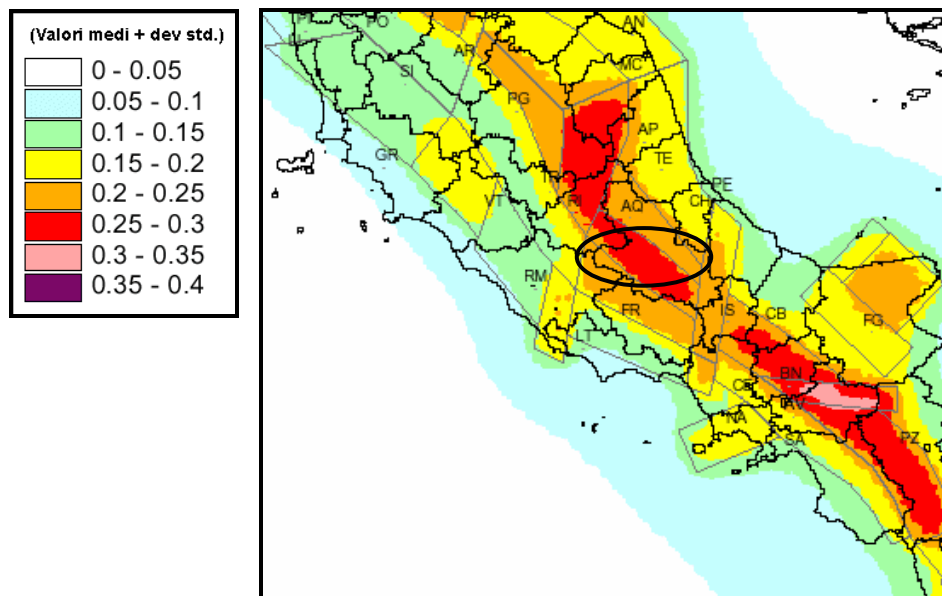 (Valori medi + dev std.)
0 - 0.05
0.05 - 0.1
0.1 - 0.15
0.15 - 0.2
0.2 - 0.25
0.25 - 0.3
0.3 - 0.35
0.35 - 0.4
PO
AN
AR
MC
SI
PG
AP
GR
TE
TR
PE
VT
RI
AQ
CH
RM
FR
IS
CB
FG
LT
BN
CE
AV
NA
SA
PZ